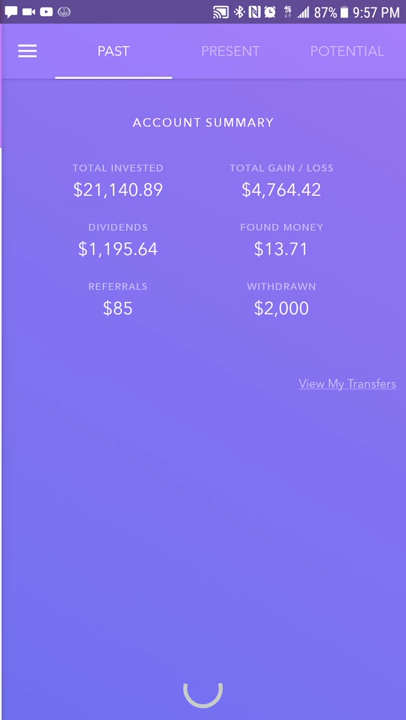 87% 9:57 PM
PAST PRESENT POTENTIAL
ACCOUNT SUMMARY
TOTAL INVESTED TOTAL GAIN / LOSS
$21,140.89 $4,764.42
DIVIDENDS FOUND MONEY
$1,195.64 $13.71
REFERRALS WITHDRAWN
$85 $2,000
View My Transfers